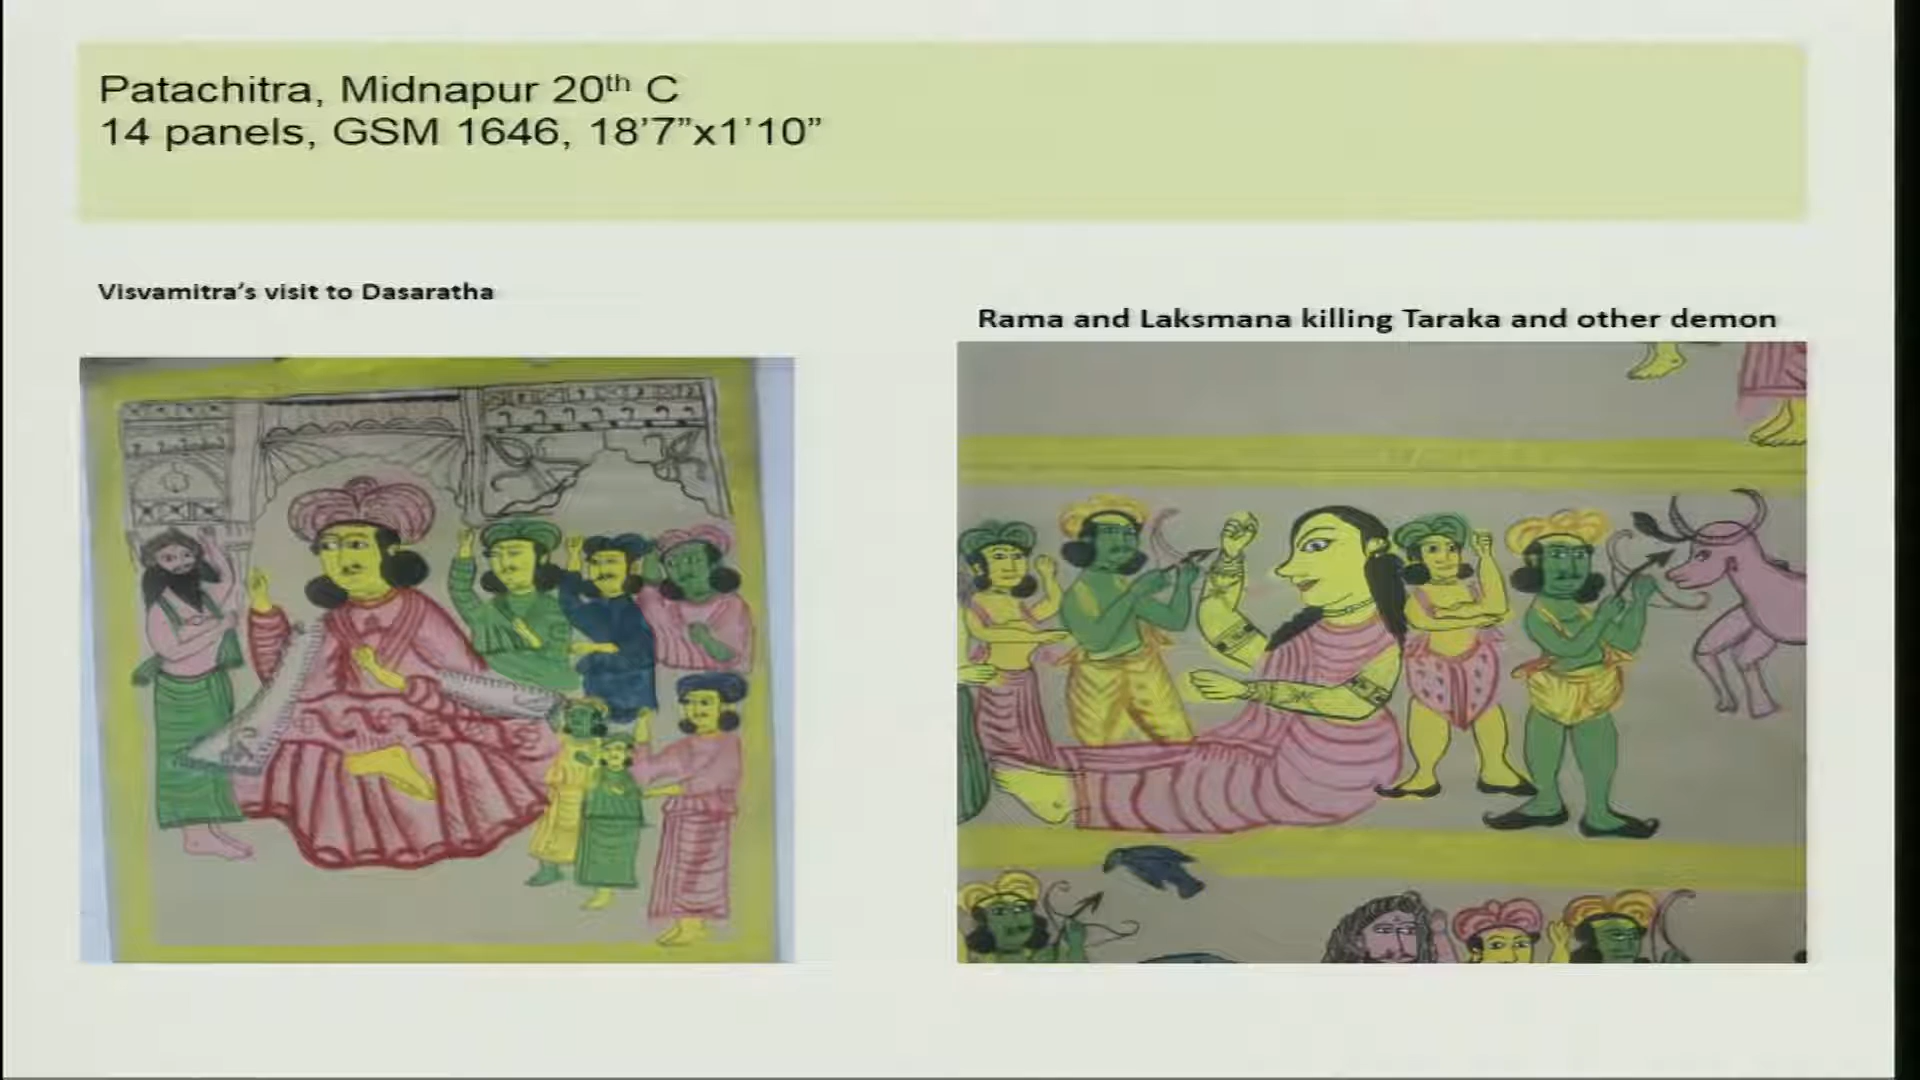 Patachitra, Midnapur 20th C
14 panels, GSM 1646, 18’7”x1’10”
Visvamitra’s visit to Dasaratha
Rama and Laksmana killing Taraka and other demon